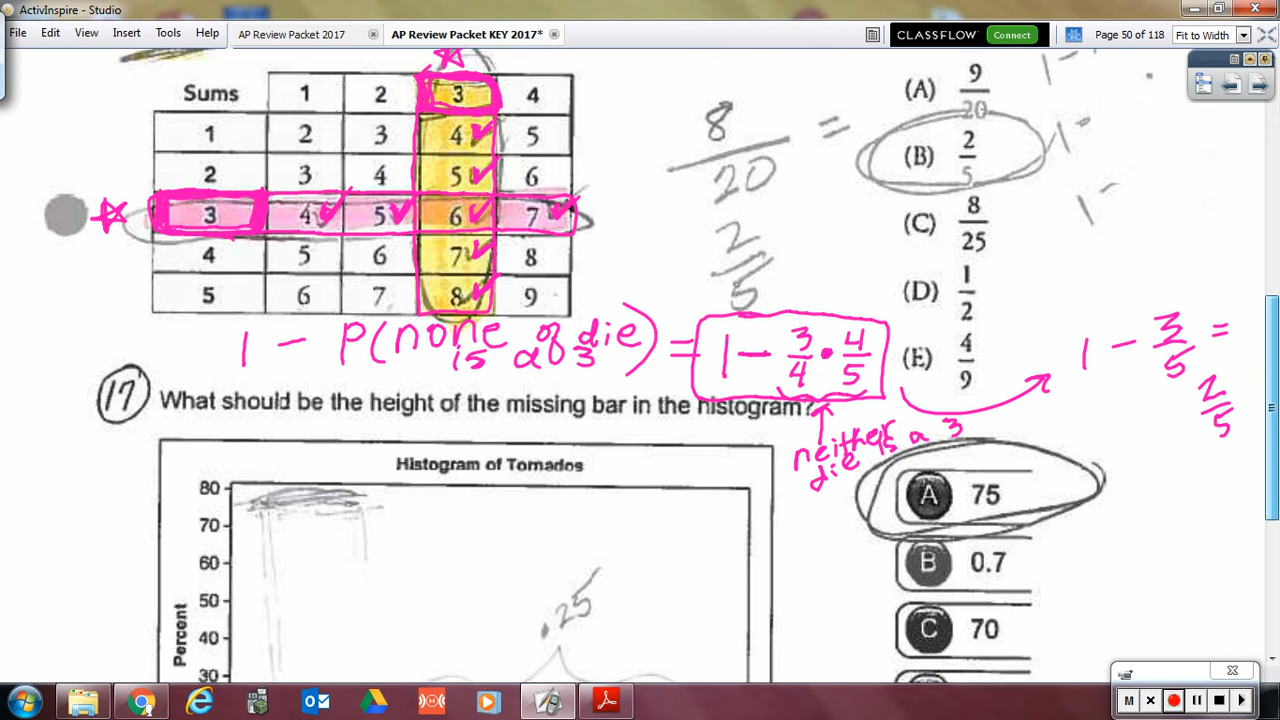 ActivInspire - Studio
File Edit View Insert Tools Help
AP Review Packet 2017
AP Review Packet KEY 2017*
CLASSFLOW Connect
Page 50 of 118
Fit to Width
Sums 1 2 3 4
1 2 3 4 5
2 3 4 5 6
3 4 5 6 7
4 5 6 7 8
5 6 7 8 9
8/20 =
2/5
(A) 9/20
(B) 2/5
(C) 8/25
(D) 1/2
(E) 4/9
1-
1-
1-
1 - P(none of die is a 3) = 1 - 3/4 • 4/5
1 - 3/5 =
2/5
neither die is a 3
17 What should be the height of the missing bar in the histogram?
Histogram of Tornados
Percent
80
70
60
50
40
30
.25
A 75
B 0.7
C 70
M